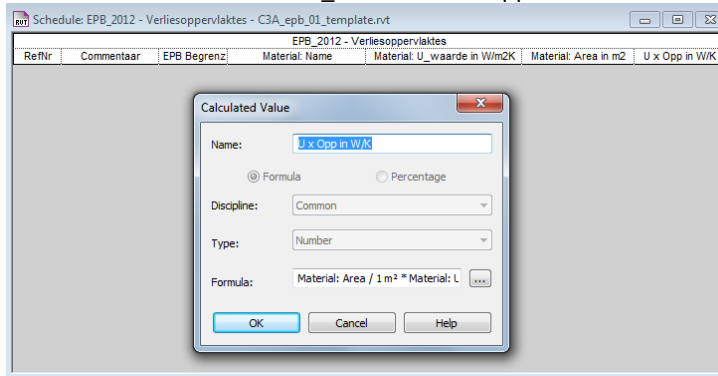 Schedule: EPB_2012 - Verliesoppervlaktes - C3A_epb_01_template.rvt
EPB_2012 - Verliesoppervlaktes
RefNr Commentaar EPB Begrenz Material: Name Material: U_waarde in W/m2K Material: Area in m2 U x Opp in W/K
Calculated Value
Name: U x Opp in W/K
Formula Percentage
Discipline: Common
Type: Number
Formula: Material: Area / 1 m² * Material: U ...
OK Cancel Help